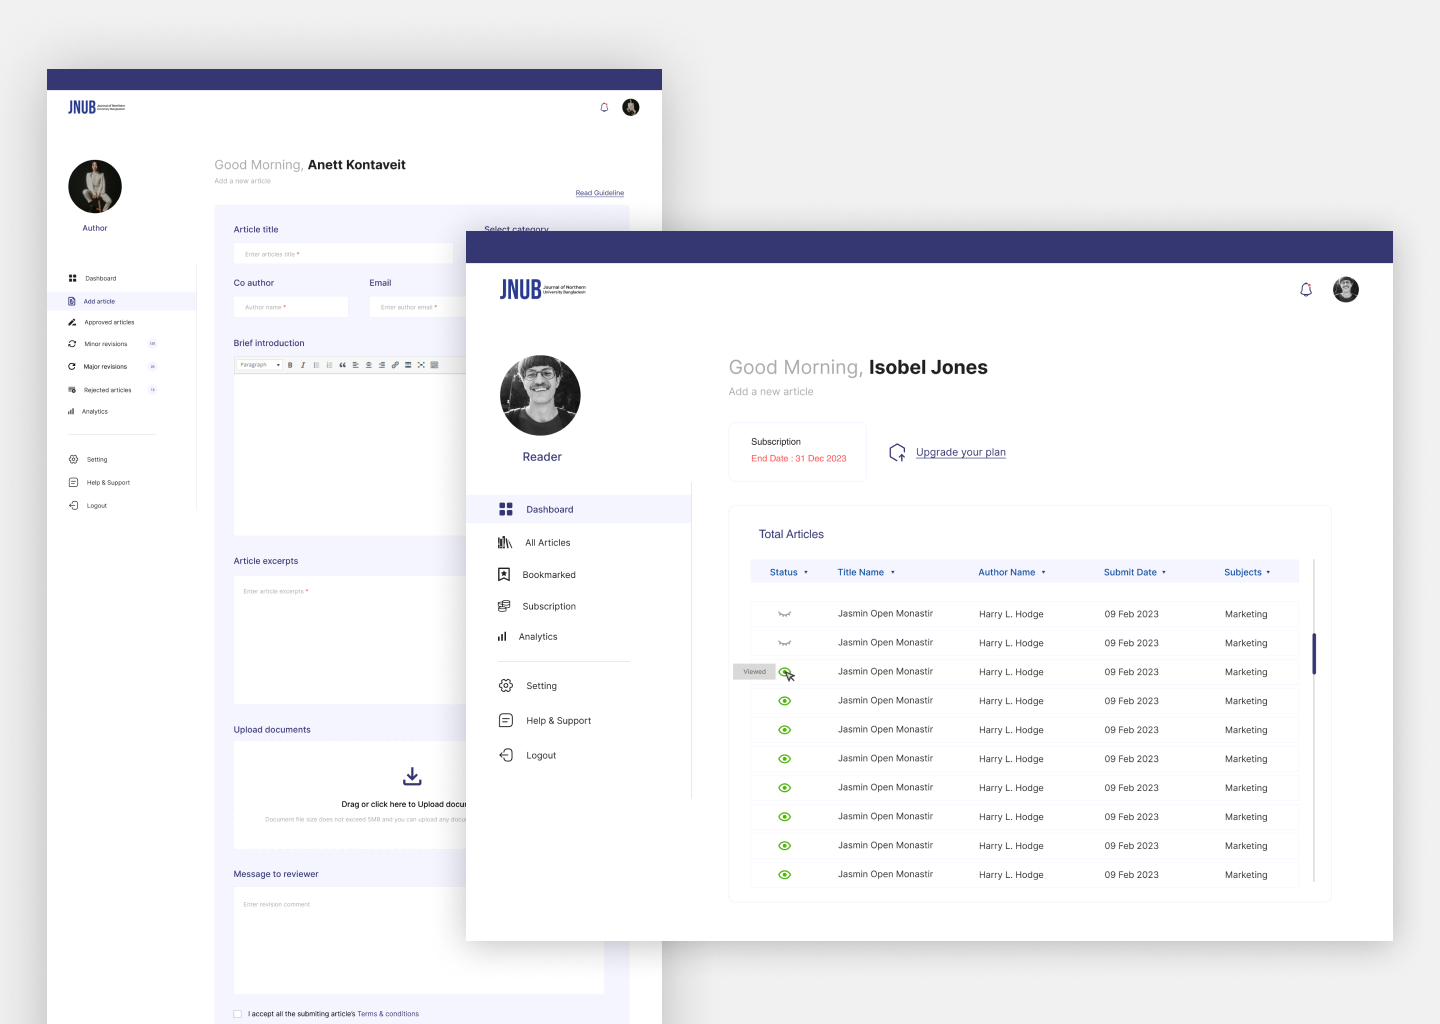 JNUB Journal of Northern
University Bangladesh
Good Morning, Anett Kontaveit
Add a new article
Read Guideline
Author
Dashboard
Add article
Approved articles
Minor revisions
Major revisions
Rejected articles
Analytics
Setting
Help & Support
Logout
Article title
Select category
Enter articles title *
Co author
Email
Author name *
Enter author email *
Brief introduction
Paragraph
B I
Article excerpts
Enter article excerpts *
Upload documents
Drag or click here to Upload docu
Document file size does not exceed 5MB and you can upload any docu
Message to reviewer
Enter revision comment
I accept all the submiting article's Terms & conditions
JNUB Journal of Northern
University Bangladesh
Reader
Dashboard
All Articles
Bookmarked
Subscription
Analytics
Setting
Help & Support
Logout
Good Morning, Isobel Jones
Add a new article
Subscription
End Date : 31 Dec 2023
Upgrade your plan
Total Articles
Status Title Name Author Name Submit Date Subjects
Jasmin Open Monastir Harry L. Hodge 09 Feb 2023 Marketing
Jasmin Open Monastir Harry L. Hodge 09 Feb 2023 Marketing
Viewed Jasmin Open Monastir Harry L. Hodge 09 Feb 2023 Marketing
Jasmin Open Monastir Harry L. Hodge 09 Feb 2023 Marketing
Jasmin Open Monastir Harry L. Hodge 09 Feb 2023 Marketing
Jasmin Open Monastir Harry L. Hodge 09 Feb 2023 Marketing
Jasmin Open Monastir Harry L. Hodge 09 Feb 2023 Marketing
Jasmin Open Monastir Harry L. Hodge 09 Feb 2023 Marketing
Jasmin Open Monastir Harry L. Hodge 09 Feb 2023 Marketing
Jasmin Open Monastir Harry L. Hodge 09 Feb 2023 Marketing